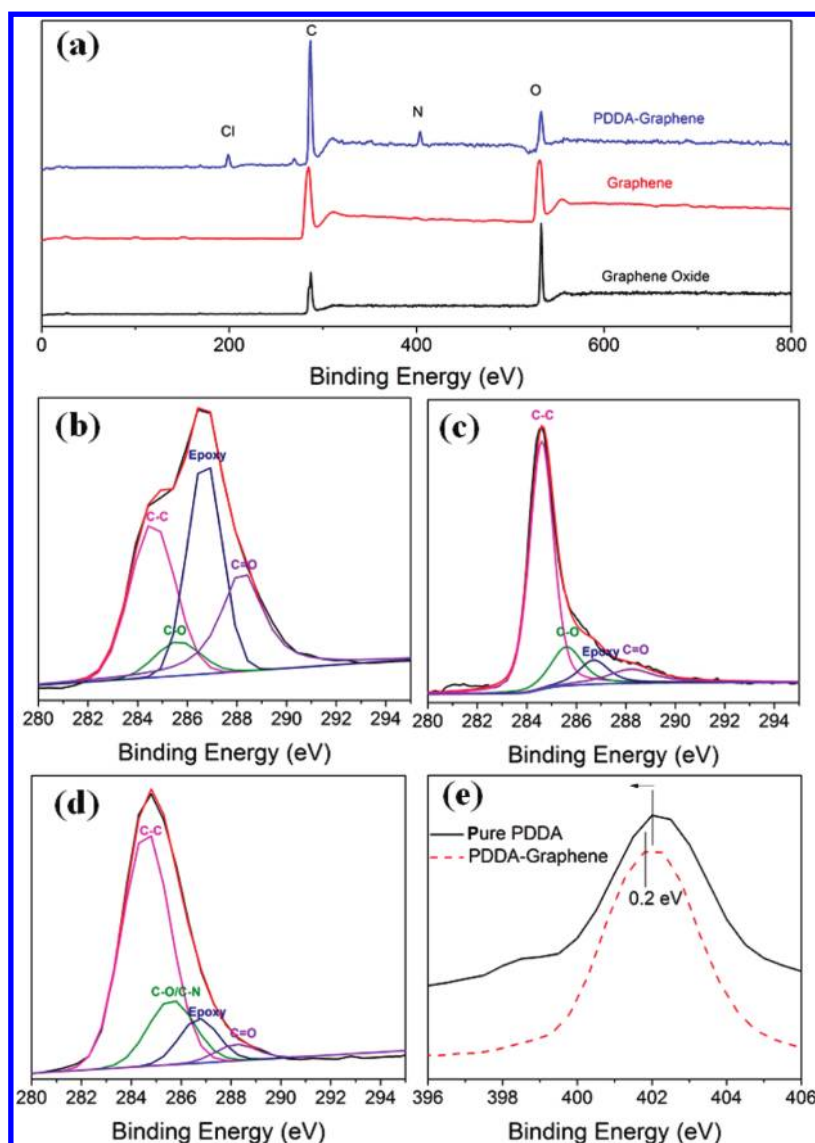 (a)
C
Cl
N
O
PDDA-Graphene
Graphene
Graphene Oxide
0 200 400 600 800
Binding Energy (eV)
(b)
Epoxy
C-C
C=O
C-O
280 282 284 286 288 290 292 294
Binding Energy (eV)
(c)
C-C
C-O
Epoxy
C=O
280 282 284 286 288 290 292 294
Binding Energy (eV)
(d)
C-C
C-O/C-N
Epoxy
C=O
280 282 284 286 288 290 292 294
Binding Energy (eV)
(e)
Pure PDDA
PDDA-Graphene
0.2 eV
396 398 400 402 404 406
Binding Energy (eV)